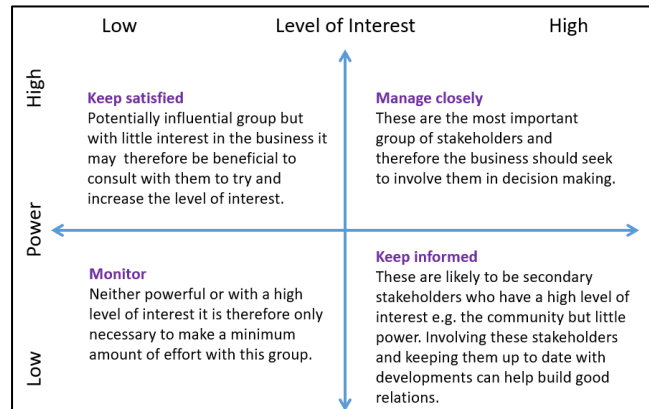 Low Level of Interest High
High
Keep satisfied
Potentially influential group but
with little interest in the business it
may therefore be beneficial to
consult with them to try and
increase the level of interest.
Manage closely
These are the most important
group of stakeholders and
therefore the business should seek
to involve them in decision making.
Power
Monitor
Neither powerful or with a high
level of interest it is therefore only
necessary to make a minimum
amount of effort with this group.
Keep informed
These are likely to be secondary
stakeholders who have a high level of
interest e.g. the community but little
power. Involving these stakeholders
and keeping them up to date with
developments can help build good
relations.
Low